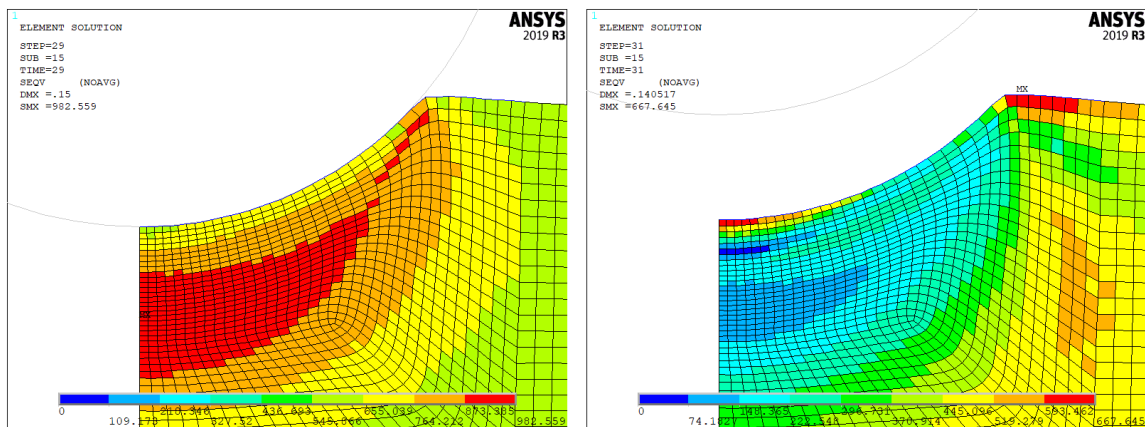 1
ELEMENT SOLUTION
STEP=29
SUB =15
TIME=29
SEQV (NOAVG)
DMX =.15
SMX =982.559
ANSYS
2019 R3
MX
0 218.346 436.693 655.039 873.385
109.173 327.52 545.866 764.212 982.559
1
ELEMENT SOLUTION
STEP=31
SUB =15
TIME=31
SEQV (NOAVG)
DMX =.140517
SMX =667.645
ANSYS
2019 R3
MX
0 148.365 296.731 445.096 593.462
74.1827 222.548 370.914 519.279 667.645